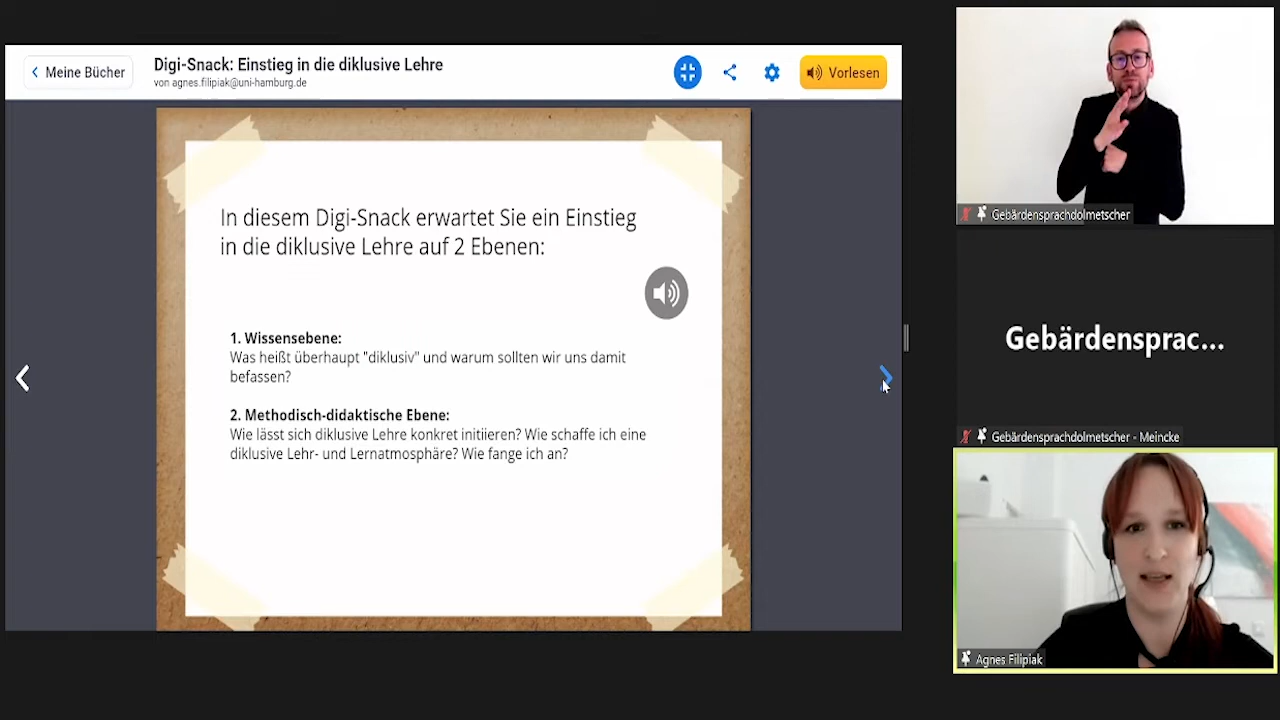 Meine Bücher
Digi-Snack: Einstieg in die diklusive Lehre
von agnes.filipiak@uni-hamburg.de
Vorlesen
In diesem Digi-Snack erwartet Sie ein Einstieg
in die diklusive Lehre auf 2 Ebenen:
1. Wissensebene:
Was heißt überhaupt "diklusiv" und warum sollten wir uns damit
befassen?
2. Methodisch-didaktische Ebene:
Wie lässt sich diklusive Lehre konkret initiieren? Wie schaffe ich eine
diklusive Lehr- und Lernatmosphäre? Wie fange ich an?
Gebärdensprachdolmetscher
Gebärdensprac...
Gebärdensprachdolmetscher - Meincke
Agnes Filipiak